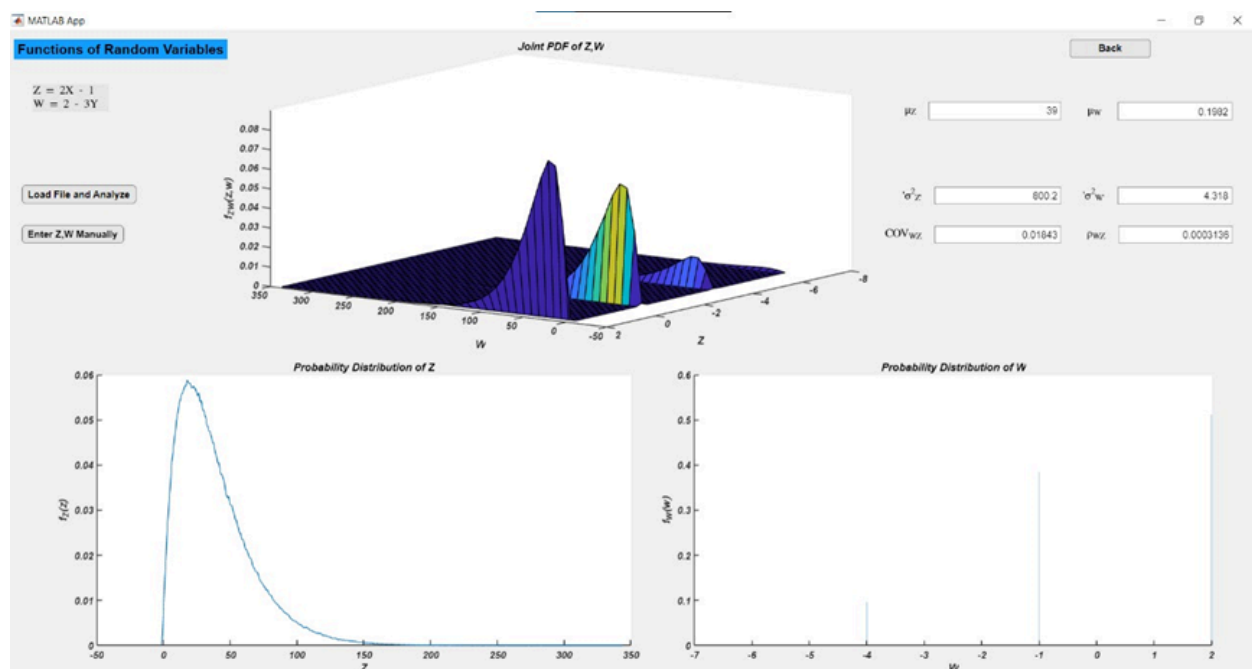 MATLAB App
Functions of Random Variables
Back
Z = 2X - 1
W = 2 - 3Y
Load File and Analyze
Enter Z,W Manually
Joint PDF of Z,W
f_ZW(z,w)
0.08
0.07
0.06
0.05
0.04
0.03
0.02
0.01
0
350
300
250
200
150
100
50
0
-50
W
2
0
-2
-4
-6
-8
Z
μz 39 μw 0.1982
'σ²z' 800.2 'σ²w' 4.318
COVwz 0.01843 ρwz 0.0003136
Probability Distribution of Z
0.06
0.05
0.04
0.03
0.02
0.01
0
f_Z(z)
-50 0 50 100 150 200 250 300 350
Z
Probability Distribution of W
0.6
0.5
0.4
0.3
0.2
0.1
0
f_W(w)
-7 -6 -5 -4 -3 -2 -1 0 1 2
W